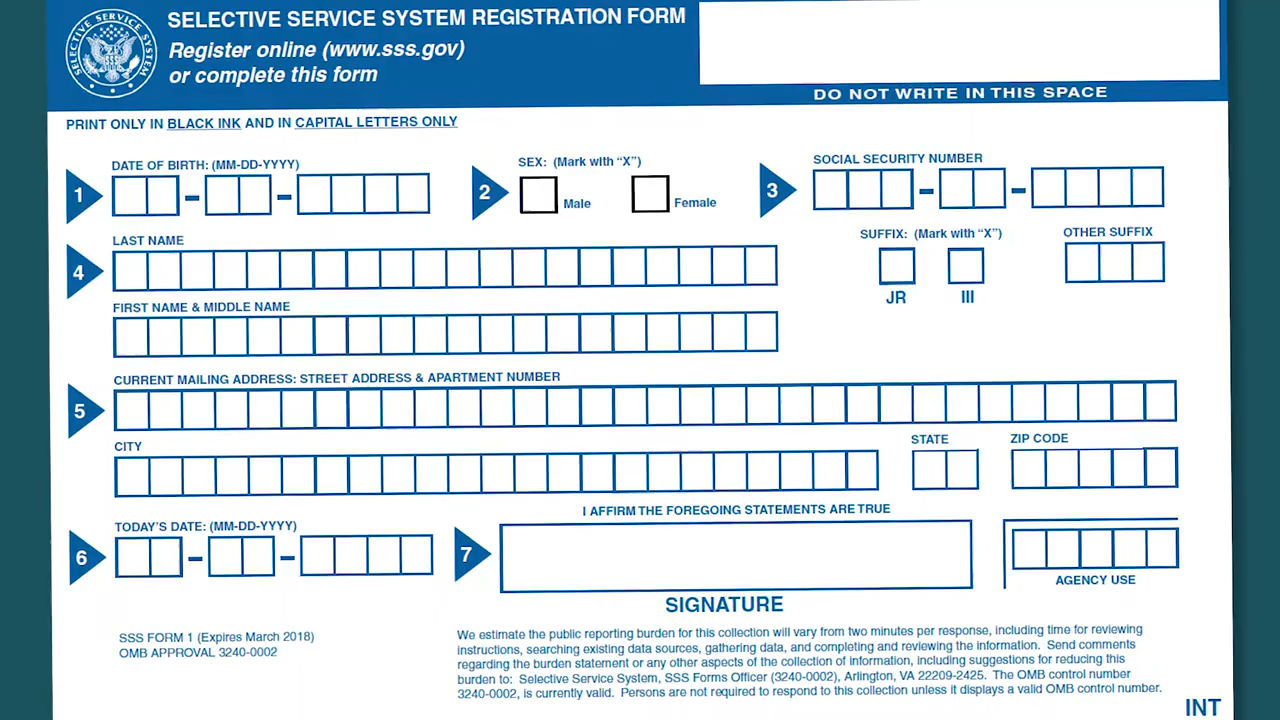 SELECTIVE SERVICE SYSTEM
SELECTIVE SERVICE SYSTEM REGISTRATION FORM
Register online (www.sss.gov)
or complete this form
DO NOT WRITE IN THIS SPACE
PRINT ONLY IN BLACK INK AND IN CAPITAL LETTERS ONLY
1 DATE OF BIRTH: (MM-DD-YYYY)
2 SEX: (Mark with “X”)
Male Female
3 SOCIAL SECURITY NUMBER
4 LAST NAME
SUFFIX: (Mark with “X”) OTHER SUFFIX
JR III
FIRST NAME & MIDDLE NAME
5 CURRENT MAILING ADDRESS: STREET ADDRESS & APARTMENT NUMBER
CITY STATE ZIP CODE
6 TODAY'S DATE: (MM-DD-YYYY)
7 I AFFIRM THE FOREGOING STATEMENTS ARE TRUE
SIGNATURE
AGENCY USE
SSS FORM 1 (Expires March 2018)
OMB APPROVAL 3240-0002
We estimate the public reporting burden for this collection will vary from two minutes per response, including time for reviewing
instructions, searching existing data sources, gathering data, and completing and reviewing the information. Send comments
regarding the burden statement or any other aspects of the collection of information, including suggestions for reducing this
burden to: Selective Service System, SSS Forms Officer (3240-0002), Arlington, VA 22209-2425. The OMB control number
3240-0002, is currently valid. Persons are not required to respond to this collection unless it displays a valid OMB control number.
INT